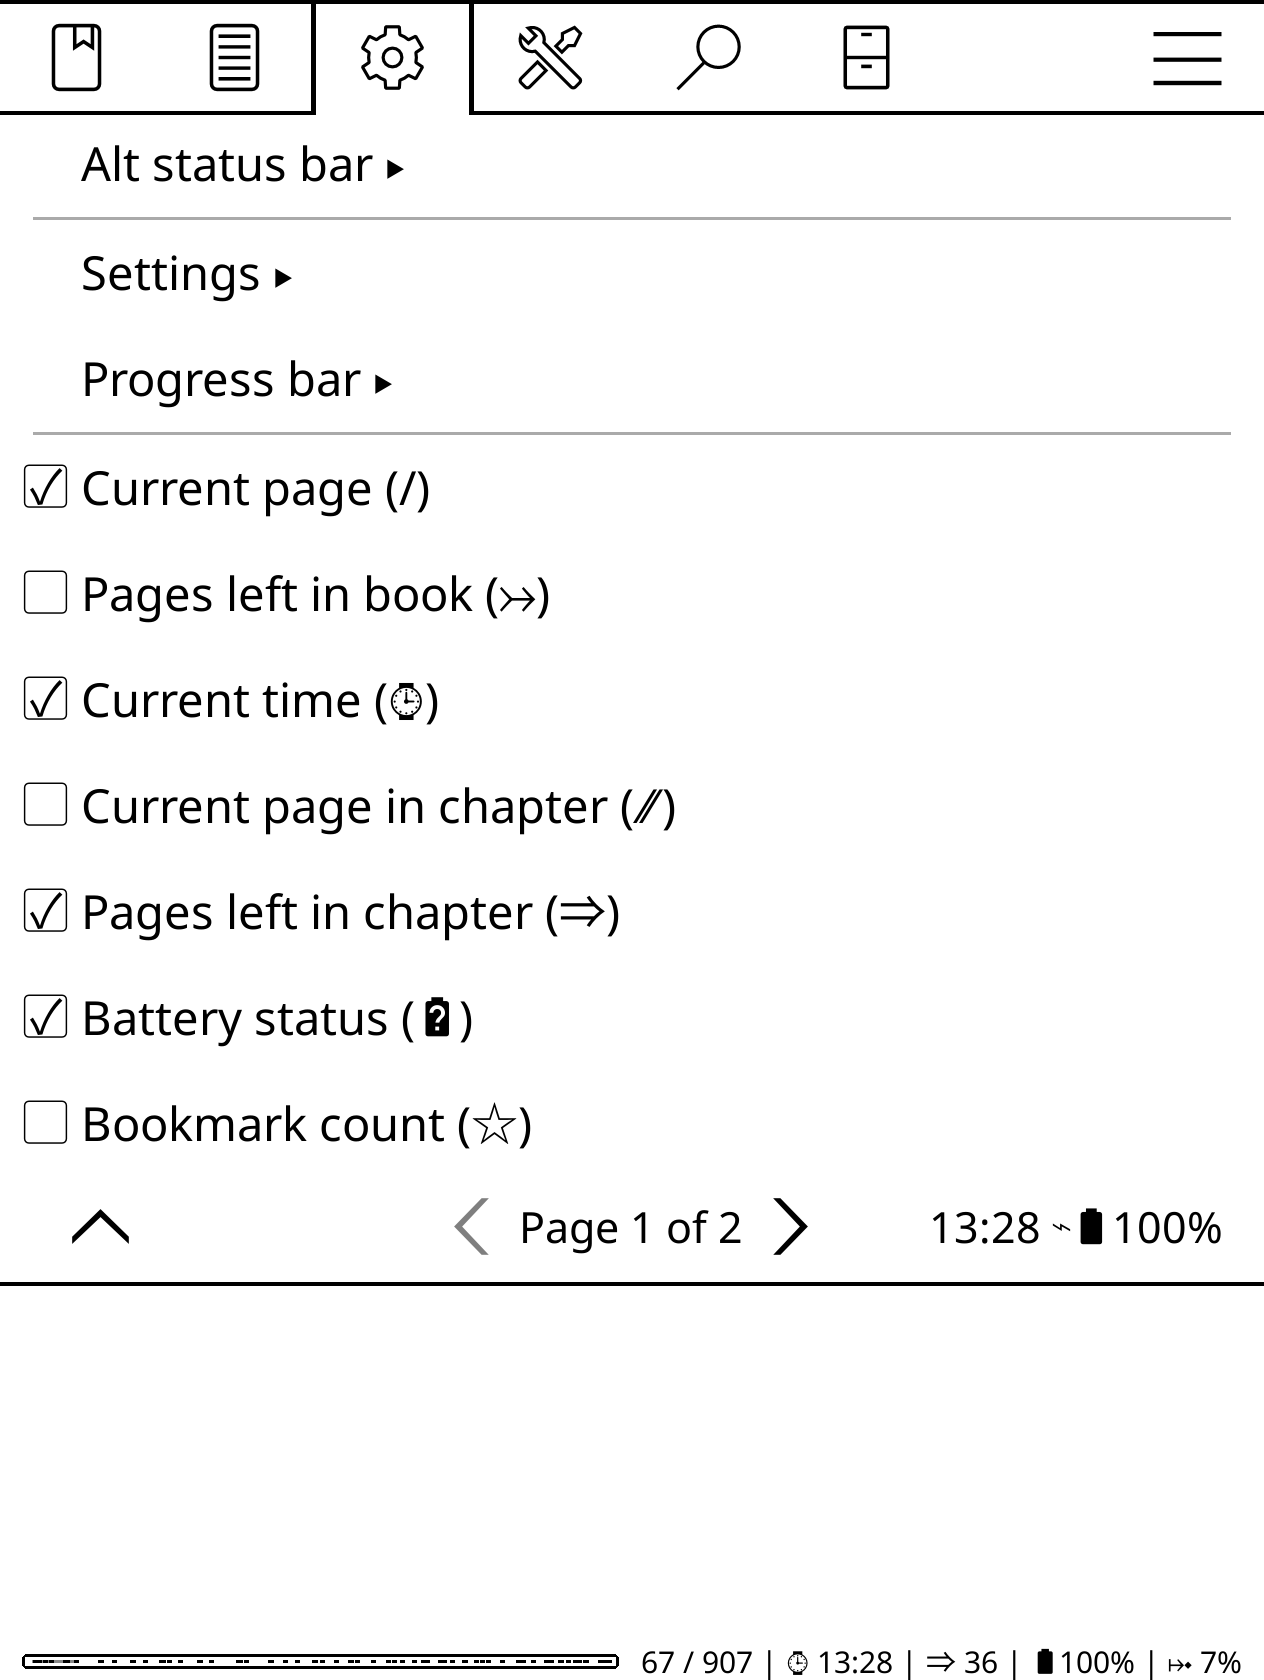 Alt status bar ▸
Settings ▸
Progress bar ▸
Current page (/)
Pages left in book (⤚)
Current time (⌚)
Current page in chapter (⁄⁄)
Pages left in chapter (⇒)
Battery status ( ? )
Bookmark count (☆)
Page 1 of 2
13:28 ⌁ 100%
67 / 907 | ⌚ 13:28 | ⇒ 36 | 100% | ⤠ 7%